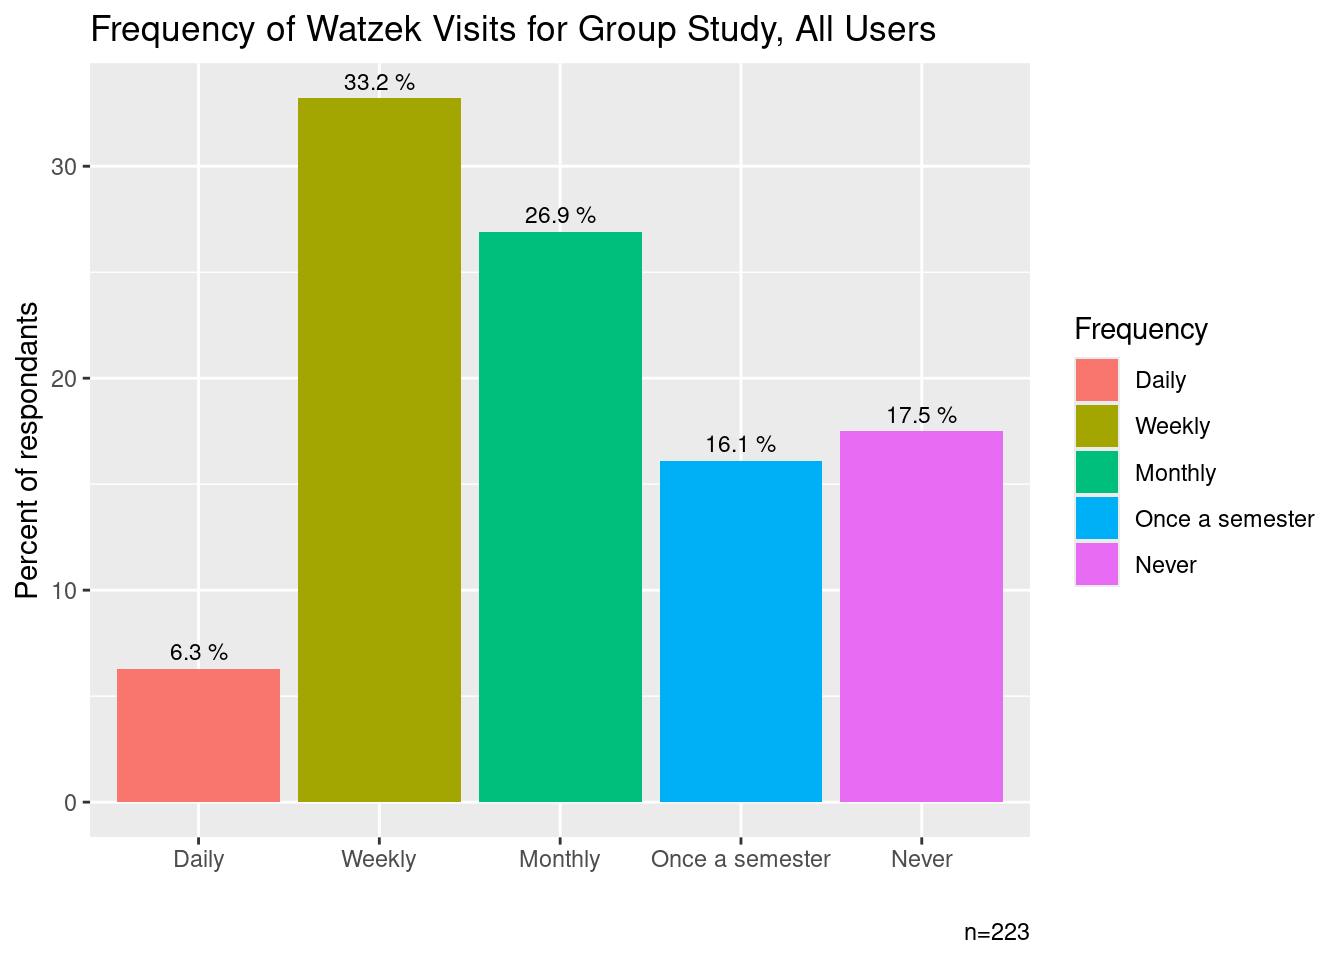 Frequency of Watzek Visits for Group Study, All Users
Percent of respondants
30
20
10
0
6.3 %
33.2 %
26.9 %
16.1 %
17.5 %
Daily
Weekly
Monthly
Once a semester
Never
Frequency
Daily
Weekly
Monthly
Once a semester
Never
n=223